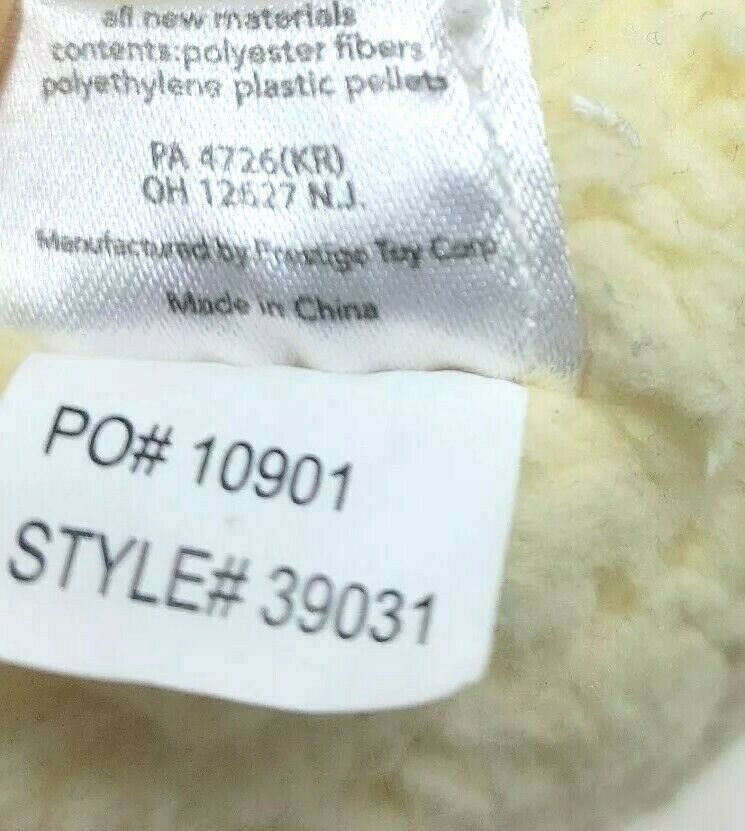 all new materials
contents:polyester fibers
polyethylene plastic pellets
PA 4726(KR)
OH 12627 N.J.
Manufactured by Prestige Toy Corp
Made in China
PO# 10901
STYLE# 39031